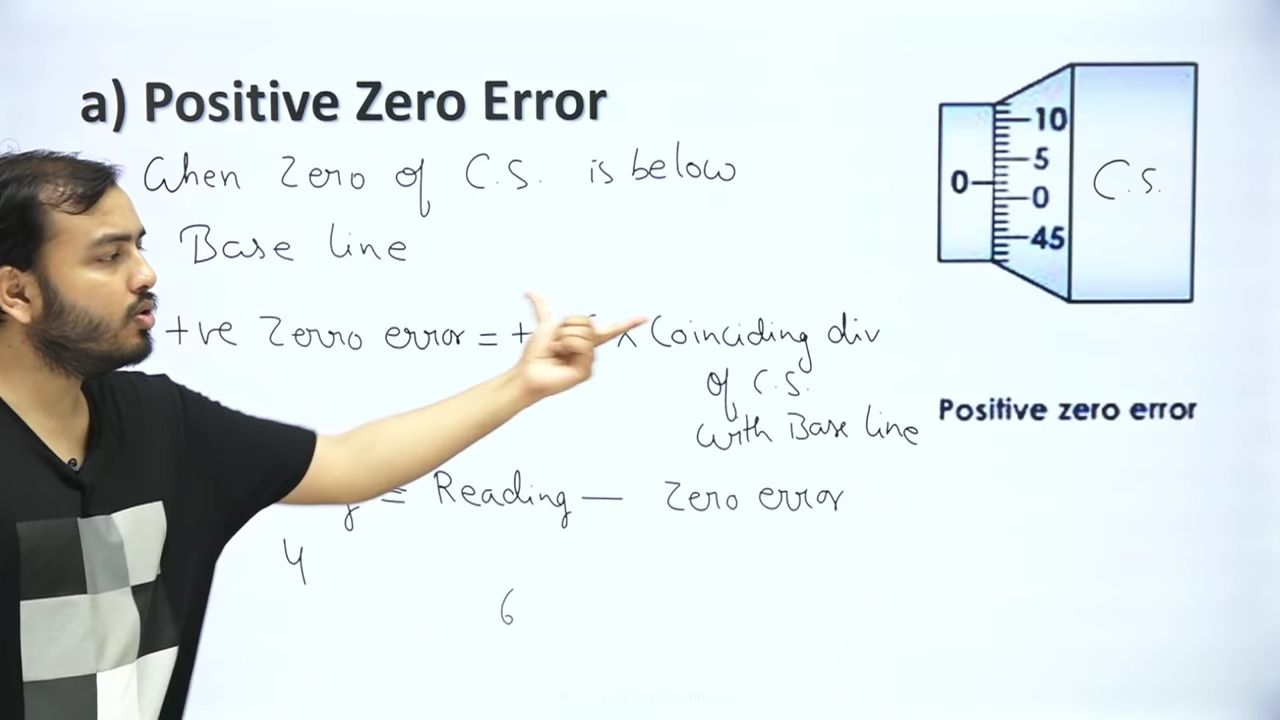 a) Positive Zero Error
When Zero of C.S. is below
Base line
+ve Zerro error = + x Coinciding div
of C.S.
with Base line
= Reading — Zero error
4
6
10
5
0
0
45
C.S.
Positive zero error